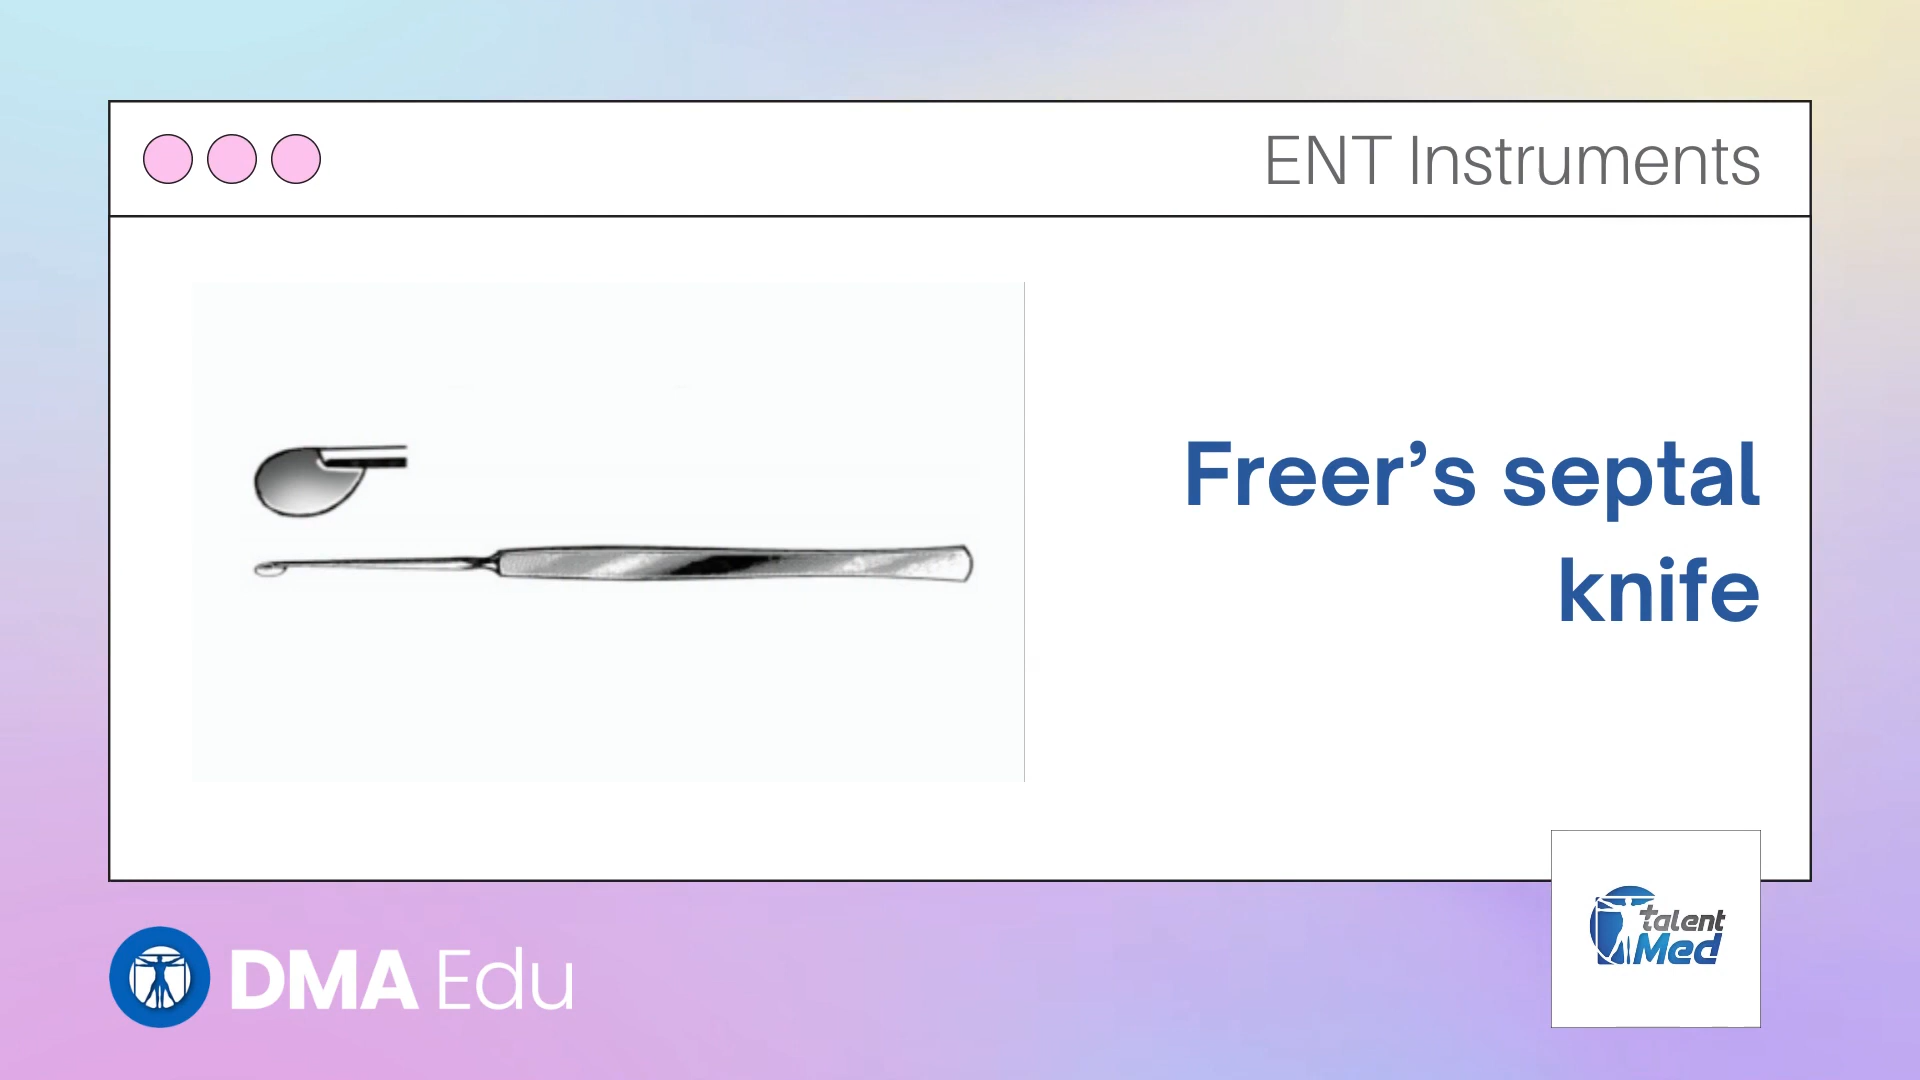 ENT Instruments
Freer’s septal
knife
DMA Edu
talent
Med